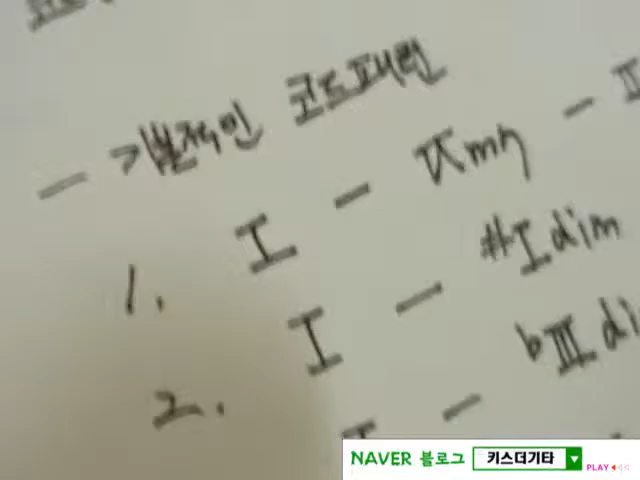 - 기본적인 코드패턴
1. I - VIm7 - II
2. I - #Idim
- bIIIdi
NAVER 블로그 키스더기타
PLAY